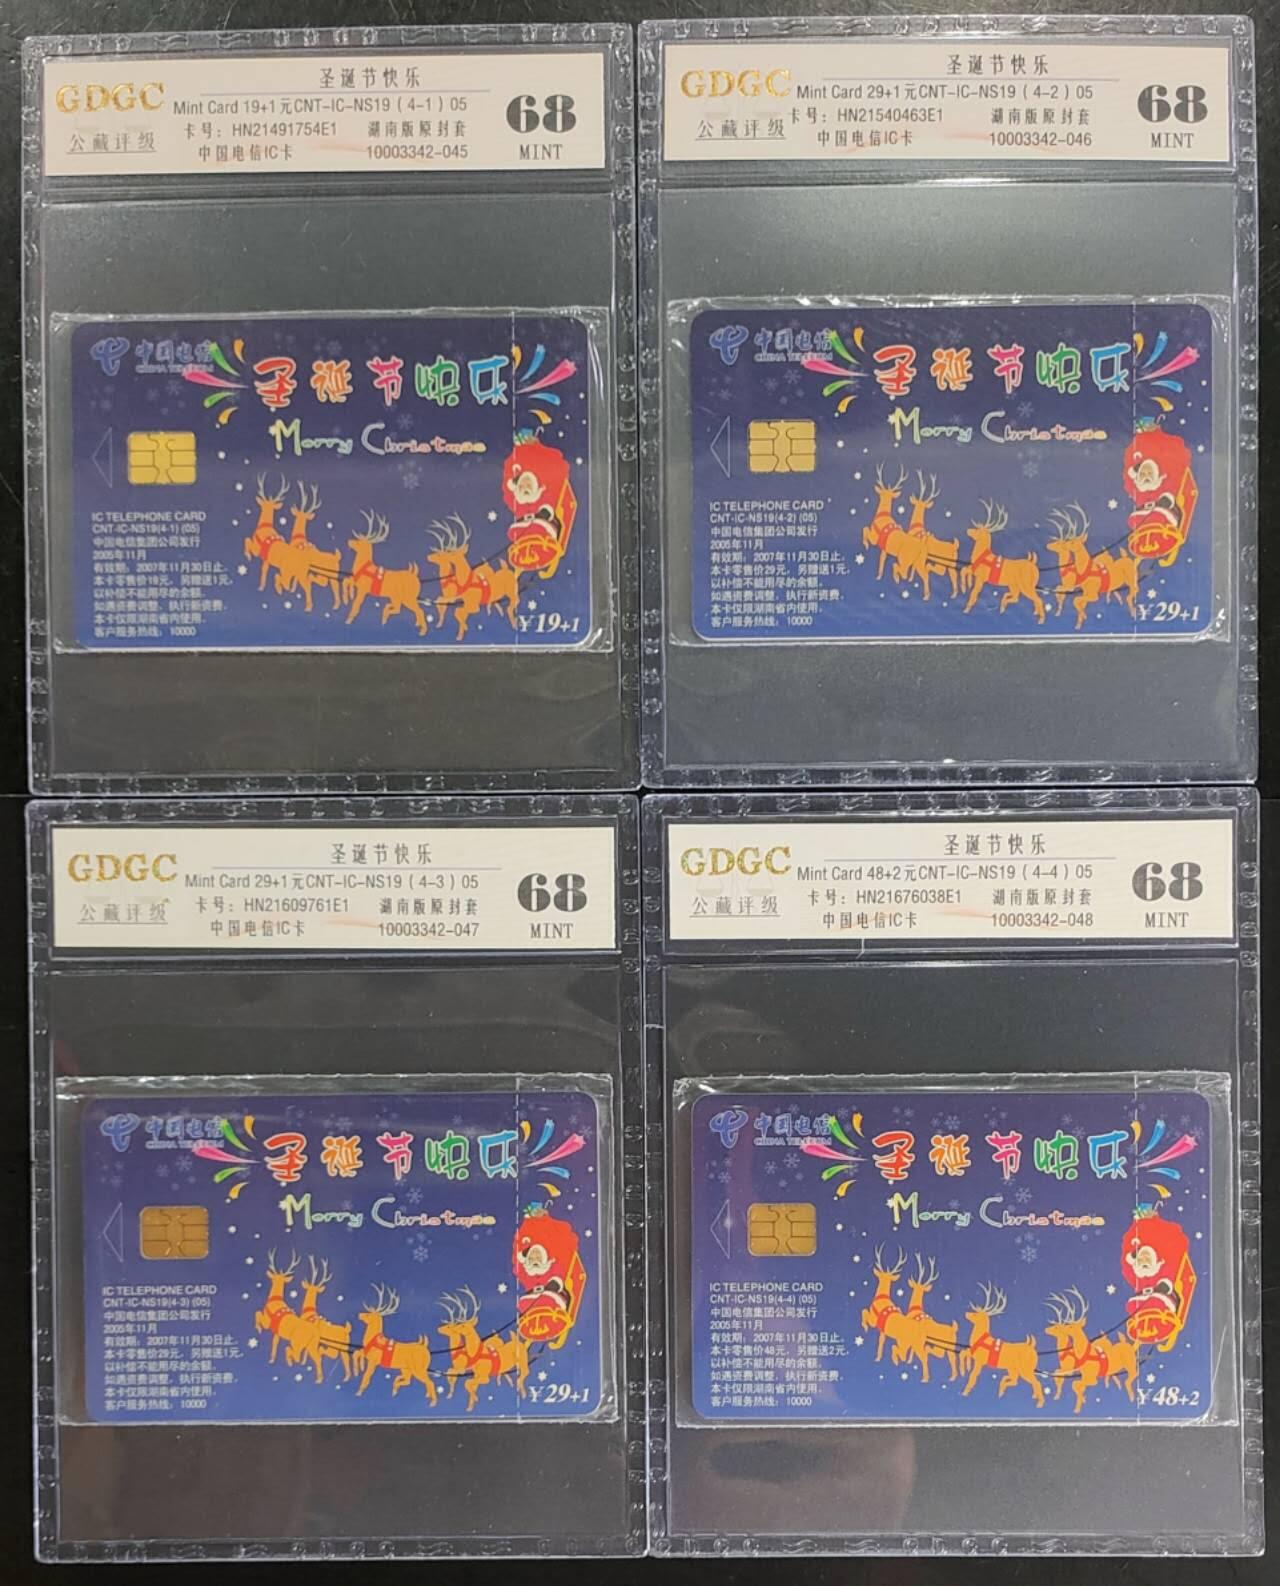 圣诞节快乐
GDGC
Mint Card 19+1元CNT-IC-NS19 (4-1) 05
68
公藏评级
卡号: HN21491754E1 湖南版原封套
中国电信IC卡 10003342-045
MINT
中国电信
CHINA TELECOM
圣诞节快乐
Merry Christmas
IC TELEPHONE CARD
CNT-IC-NS19(4-1) (05)
中国电信集团公司发行
2005年11月
有效期: 2007年11月30日止.
本卡零售价19元, 另赠送1元,
以补偿不能用尽的余额.
如遇资费调整, 执行新资费.
本卡仅限湖南省内使用.
客户服务热线: 10000
¥19+1
圣诞节快乐
GDGC
Mint Card 29+1元CNT-IC-NS19 (4-2) 05
68
公藏评级
卡号: HN21540463E1 湖南版原封套
中国电信IC卡 10003342-046
MINT
中国电信
CHINA TELECOM
圣诞节快乐
Merry Christmas
IC TELEPHONE CARD
CNT-IC-NS19(4-2) (05)
中国电信集团公司发行
2005年11月
有效期: 2007年11月30日止.
本卡零售价29元, 另赠送1元,
以补偿不能用尽的余额.
如遇资费调整, 执行新资费.
本卡仅限湖南省内使用.
客户服务热线: 10000
¥29+1
圣诞节快乐
GDGC
Mint Card 29+1元CNT-IC-NS19 (4-3) 05
68
公藏评级
卡号: HN21609761E1 湖南版原封套
中国电信IC卡 10003342-047
MINT
中国电信
CHINA TELECOM
圣诞节快乐
Merry Christmas
IC TELEPHONE CARD
CNT-IC-NS19(4-3) (05)
中国电信集团公司发行
2005年11月
有效期: 2007年11月30日止.
本卡零售价29元, 另赠送1元,
以补偿不能用尽的余额.
如遇资费调整, 执行新资费.
本卡仅限湖南省内使用.
客户服务热线: 10000
¥29+1
圣诞节快乐
GDGC
Mint Card 48+2元CNT-IC-NS19 (4-4) 05
68
公藏评级
卡号: HN21676038E1 湖南版原封套
中国电信IC卡 10003342-048
MINT
中国电信
CHINA TELECOM
圣诞节快乐
Merry Christmas
IC TELEPHONE CARD
CNT-IC-NS19(4-4) (05)
中国电信集团公司发行
2005年11月
有效期: 2007年11月30日止.
本卡零售价48元, 另赠送2元,
以补偿不能用尽的余额.
如遇资费调整, 执行新资费.
本卡仅限湖南省内使用.
客户服务热线: 10000
¥48+2